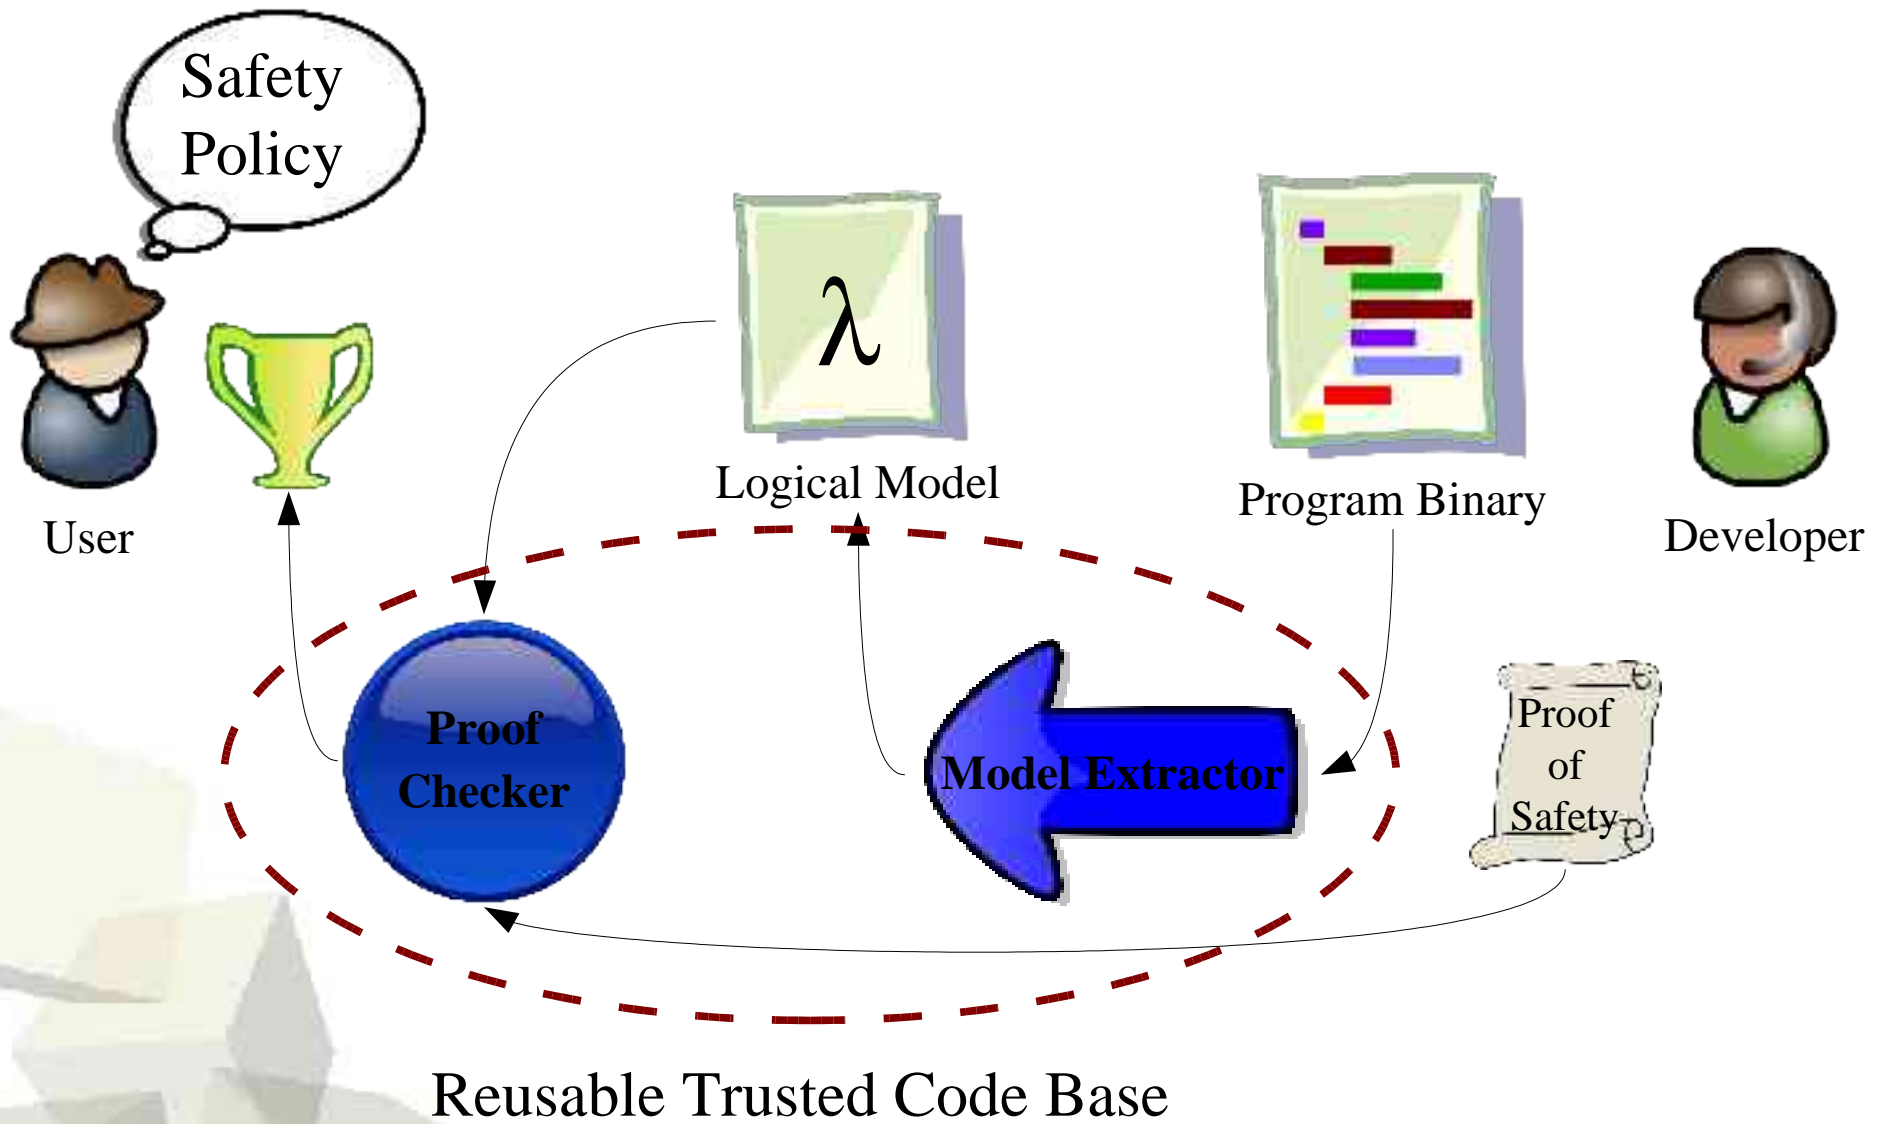 Safety
Policy
λ
User
Logical Model
Program Binary
Developer
Proof
Checker
Model Extractor
Proof
of
Safety
Reusable Trusted Code Base